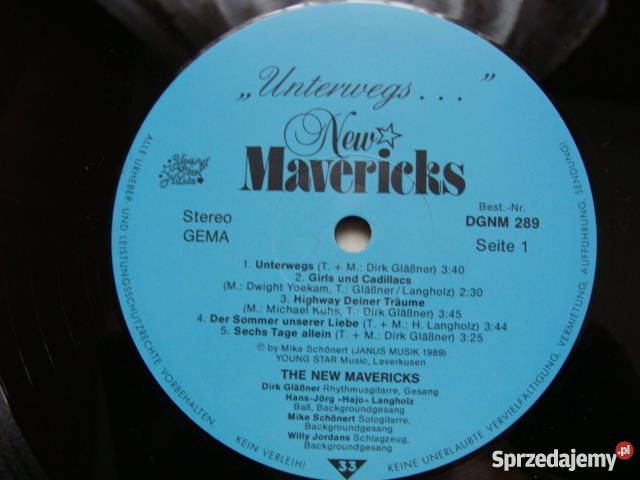 „Unterwegs . . . "
New
Mavericks
Young
Star
Music
Stereo
GEMA
Best.-Nr.
DGNM 289
Seite 1
1. Unterwegs (T. + M.: Dirk Gläßner) 3:40
2. Girls und Cadillacs
(M.: Dwight Yoekam, T.: Gläßner / Langholz) 2:30
3. Highway Deiner Träume
(M.: Michael Kuhs, T.: Dirk Gläßner) 3:45
4. Der Sommer unserer Liebe (T. + M.: H. Langholz) 3:44
5. Sechs Tage allein (T. + M.: Dirk Gläßner) 3:25
℗ by Mike Schönert (JANUS MUSIK 1989)
YOUNG STAR Music, Leverkusen
THE NEW MAVERICKS
Dirk Gläßner Rhythmusgitarre, Gesang
Hans-Jörg »Hajo« Langholz
Baß, Backgroundgesang
Mike Schönert Sologitarre,
Backgroundgesang
Willy Jordans Schlagzeug,
Backgroundgesang
33
ALLE URHEBER- UND LEISTUNGSSCHUTZRECHTE VORBEHALTEN
KEIN VERLEIH!
KEINE UNERLAUBTE VERVIELFÄLTIGUNG, VERMIETUNG, AUFFÜHRUNG, SENDUNG!
Sprzedajemy.pl